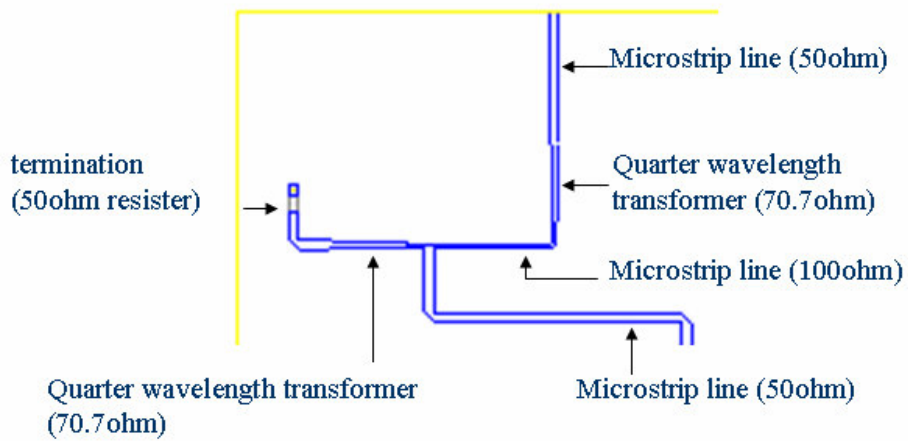 Microstrip line (50ohm)
termination
(50ohm resister)
Quarter wavelength
transformer (70.7ohm)
Microstrip line (100ohm)
Quarter wavelength transformer
(70.7ohm)
Microstrip line (50ohm)